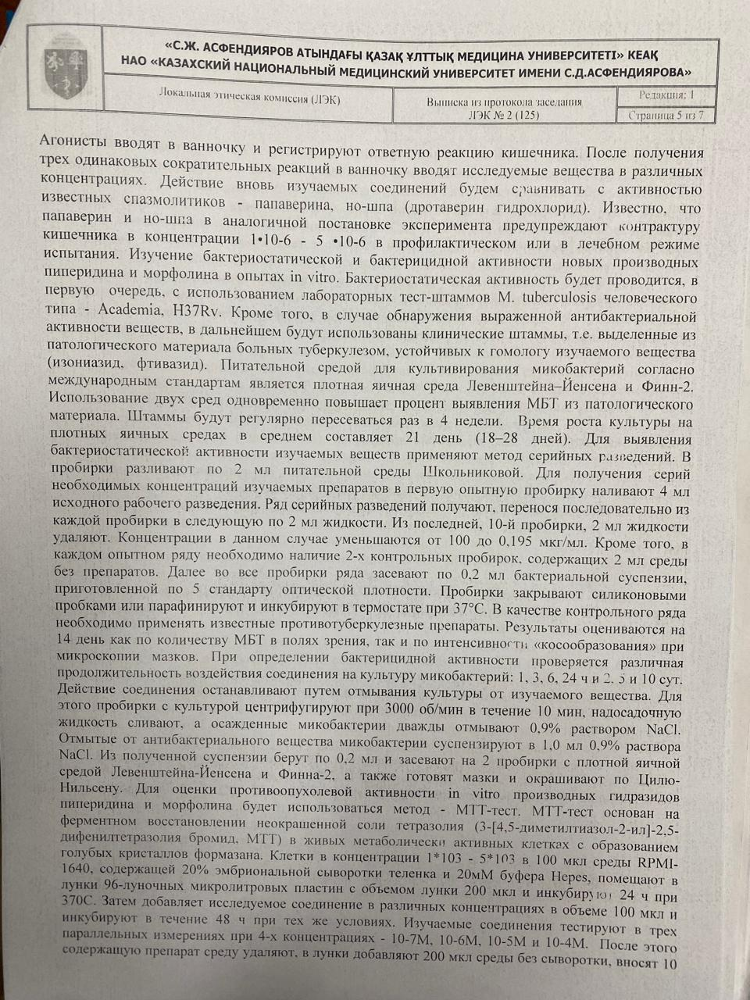 «С.Ж. АСФЕНДИЯРОВ АТЫНДАҒЫ ҚАЗАҚ ҰЛТТЫҚ МЕДИЦИНА УНИВЕРСИТЕТІ» КЕАҚ
НАО «КАЗАХСКИЙ НАЦИОНАЛЬНЫЙ МЕДИЦИНСКИЙ УНИВЕРСИТЕТ ИМЕНИ С.Д.АСФЕНДИЯРОВА»
Локальная этическая комиссия (ЛЭК)
Выписка из протокола заседания
ЛЭК № 2 (125)
Редакция: 1
Страница 5 из 7
Агонисты вводят в ванночку и регистрируют ответную реакцию кишечника. После получения
трех одинаковых сократительных реакций в ванночку вводят исследуемые вещества в различных
концентрациях. Действие вновь изучаемых соединений будем сравнивать с активностью
известных спазмолитиков - папаверина, но-шпа (дротаверин гидрохлорид). Известно, что
папаверин и но-шпа в аналогичной постановке эксперимента предупреждают контрактуру
кишечника в концентрации 1•10-6 - 5 •10-6 в профилактическом или в лечебном режиме
испытания. Изучение бактериостатической и бактерицидной активности новых производных
пиперидина и морфолина в опытах in vitro. Бактериостатическая активность будет проводится, в
первую очередь, с использованием лабораторных тест-штаммов M. tuberculosis человеческого
типа - Academia, H37Rv. Кроме того, в случае обнаружения выраженной антибактериальной
активности веществ, в дальнейшем будут использованы клинические штаммы, т.е. выделенные из
патологического материала больных туберкулезом, устойчивых к гомологу изучаемого вещества
(изониазид, фтивазид). Питательной средой для культивирования микобактерий согласно
международным стандартам является плотная яичная среда Левенштейна–Йенсена и Финн-2.
Использование двух сред одновременно повышает процент выявления МБТ из патологического
материала. Штаммы будут регулярно пересеваться раз в 4 недели. Время роста культуры на
плотных яичных средах в среднем составляет 21 день (18–28 дней). Для выявления
бактериостатической активности изучаемых веществ применяют метод серийных разведений. В
пробирки разливают по 2 мл питательной среды Школьниковой. Для получения серий
необходимых концентраций изучаемых препаратов в первую опытную пробирку наливают 4 мл
исходного рабочего разведения. Ряд серийных разведений получают, перенося последовательно из
каждой пробирки в следующую по 2 мл жидкости. Из последней, 10-й пробирки, 2 мл жидкости
удаляют. Концентрации в данном случае уменьшаются от 100 до 0,195 мкг/мл. Кроме того, в
каждом опытном ряду необходимо наличие 2-х контрольных пробирок, содержащих 2 мл среды
без препаратов. Далее во все пробирки ряда засевают по 0,2 мл бактериальной суспензии,
приготовленной по 5 стандарту оптической плотности. Пробирки закрывают силиконовыми
пробками или парафинируют и инкубируют в термостате при 37°С. В качестве контрольного ряда
необходимо применять известные противотуберкулезные препараты. Результаты оцениваются на
14 день как по количеству МБТ в полях зрения, так и по интенсивности «косообразования» при
микроскопии мазков. При определении бактерицидной активности проверяется различная
продолжительность воздействия соединения на культуру микобактерий: 1, 3, 6, 24 ч и 2, 5 и 10 сут.
Действие соединения останавливают путем отмывания культуры от изучаемого вещества. Для
этого пробирки с культурой центрифугируют при 3000 об/мин в течение 10 мин, надосадочную
жидкость сливают, а осажденные микобактерии дважды отмывают 0,9% раствором NaCl.
Отмытые от антибактериального вещества микобактерии суспензируют в 1,0 мл 0,9% раствора
NaCl. Из полученной суспензии берут по 0,2 мл и засевают на 2 пробирки с плотной яичной
средой Левенштейна-Йенсена и Финна-2, а также готовят мазки и окрашивают по Цилю-
Нильсену. Для оценки противоопухолевой активности in vitro производных гидразидов
пиперидина и морфолина будет использоваться метод - МТТ-тест. МТТ-тест основан на
ферментном восстановлении неокрашенной соли тетразолия (3-[4,5-диметилтиазол-2-ил]-2,5-
дифенилтетразолия бромид, МТТ) в живых метаболически активных клетках с образованием
голубых кристаллов формазана. Клетки в концентрации 1*103 - 5*103 в 100 мкл среды RPMI-
1640, содержащей 20% эмбриональной сыворотки теленка и 20мМ буфера Hepes, помещают в
лунки 96-луночных микролитровых пластин с объемом лунки 200 мкл и инкубируют 24 ч при
370С. Затем добавляет исследуемое соединение в различных концентрациях в объеме 100 мкл и
инкубируют в течение 48 ч при тех же условиях. Изучаемые соединения тестируют в трех
параллельных измерениях при 4-х концентрациях - 10-7М, 10-6М, 10-5М и 10-4М. После этого
содержащую препарат среду удаляют, в лунки добавляют 200 мкл среды без сыворотки, вносят 10